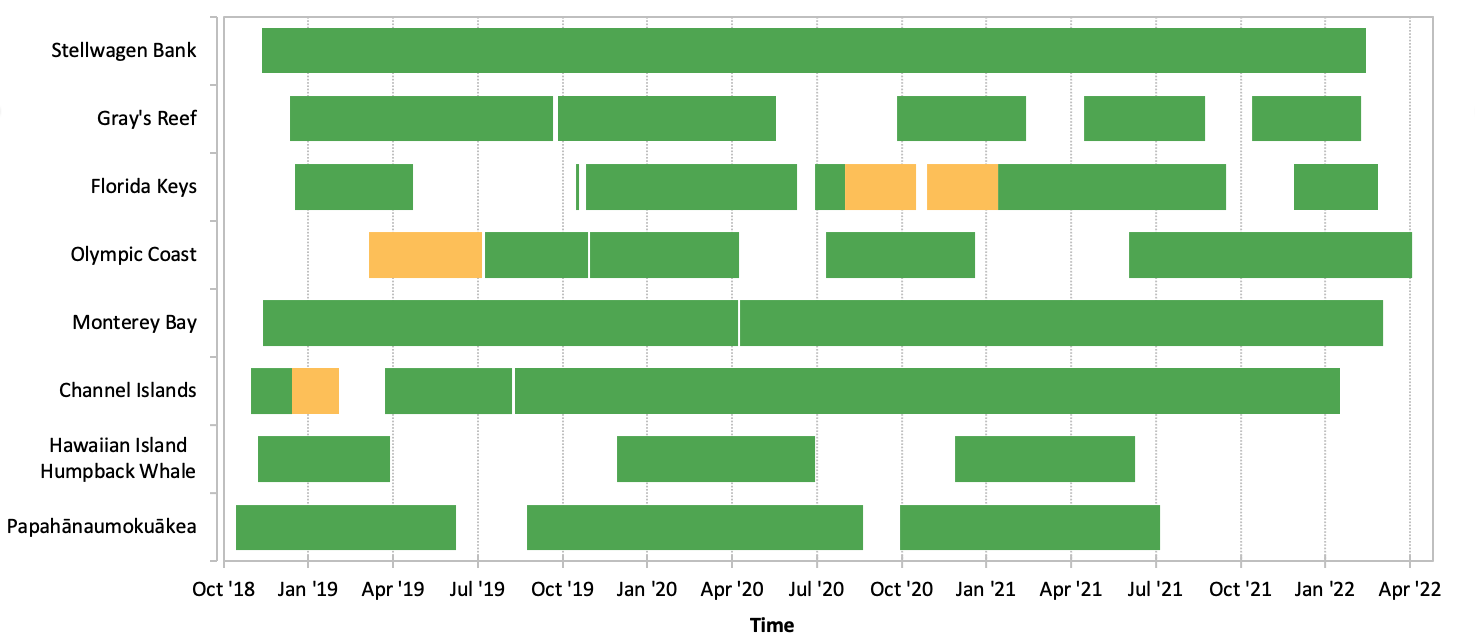 Stellwagen Bank
Gray's Reef
Florida Keys
Olympic Coast
Monterey Bay
Channel Islands
Hawaiian Island
Humpback Whale
Papahānaumokuākea
Oct '18 Jan '19 Apr '19 Jul '19 Oct '19 Jan '20 Apr '20 Jul '20 Oct '20 Jan '21 Apr '21 Jul '21 Oct '21 Jan '22 Apr '22
Time